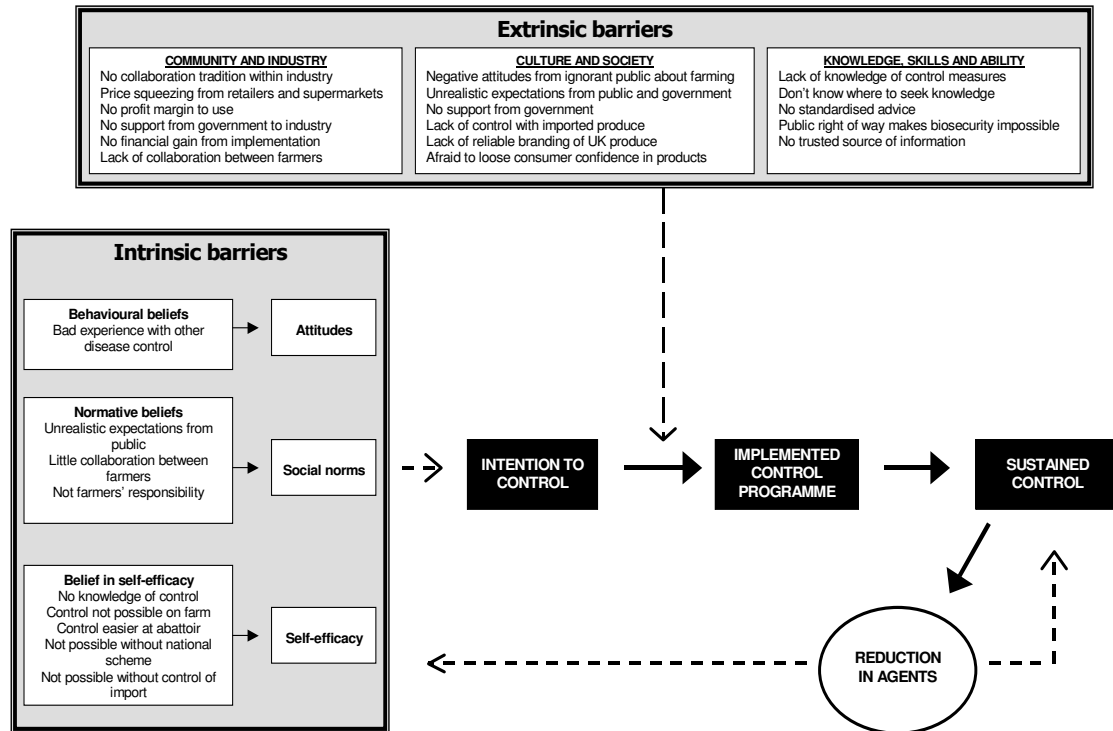 Extrinsic barriers
COMMUNITY AND INDUSTRY
No collaboration tradition within industry
Price squeezing from retailers and supermarkets
No profit margin to use
No support from government to industry
No financial gain from implementation
Lack of collaboration between farmers
CULTURE AND SOCIETY
Negative attitudes from ignorant public about farming
Unrealistic expectations from public and government
No support from government
Lack of control with imported produce
Lack of reliable branding of UK produce
Afraid to loose consumer confidence in products
KNOWLEDGE, SKILLS AND ABILITY
Lack of knowledge of control measures
Don't know where to seek knowledge
No standardised advice
Public right of way makes biosecurity impossible
No trusted source of information
Intrinsic barriers
Behavioural beliefs
Bad experience with other
disease control
Attitudes
Normative beliefs
Unrealistic expectations from
public
Little collaboration between
farmers
Not farmers' responsibility
Social norms
Belief in self-efficacy
No knowledge of control
Control not possible on farm
Control easier at abattoir
Not possible without national
scheme
Not possible without control of
import
Self-efficacy
INTENTION TO
CONTROL
IMPLEMENTED
CONTROL
PROGRAMME
SUSTAINED
CONTROL
REDUCTION
IN AGENTS